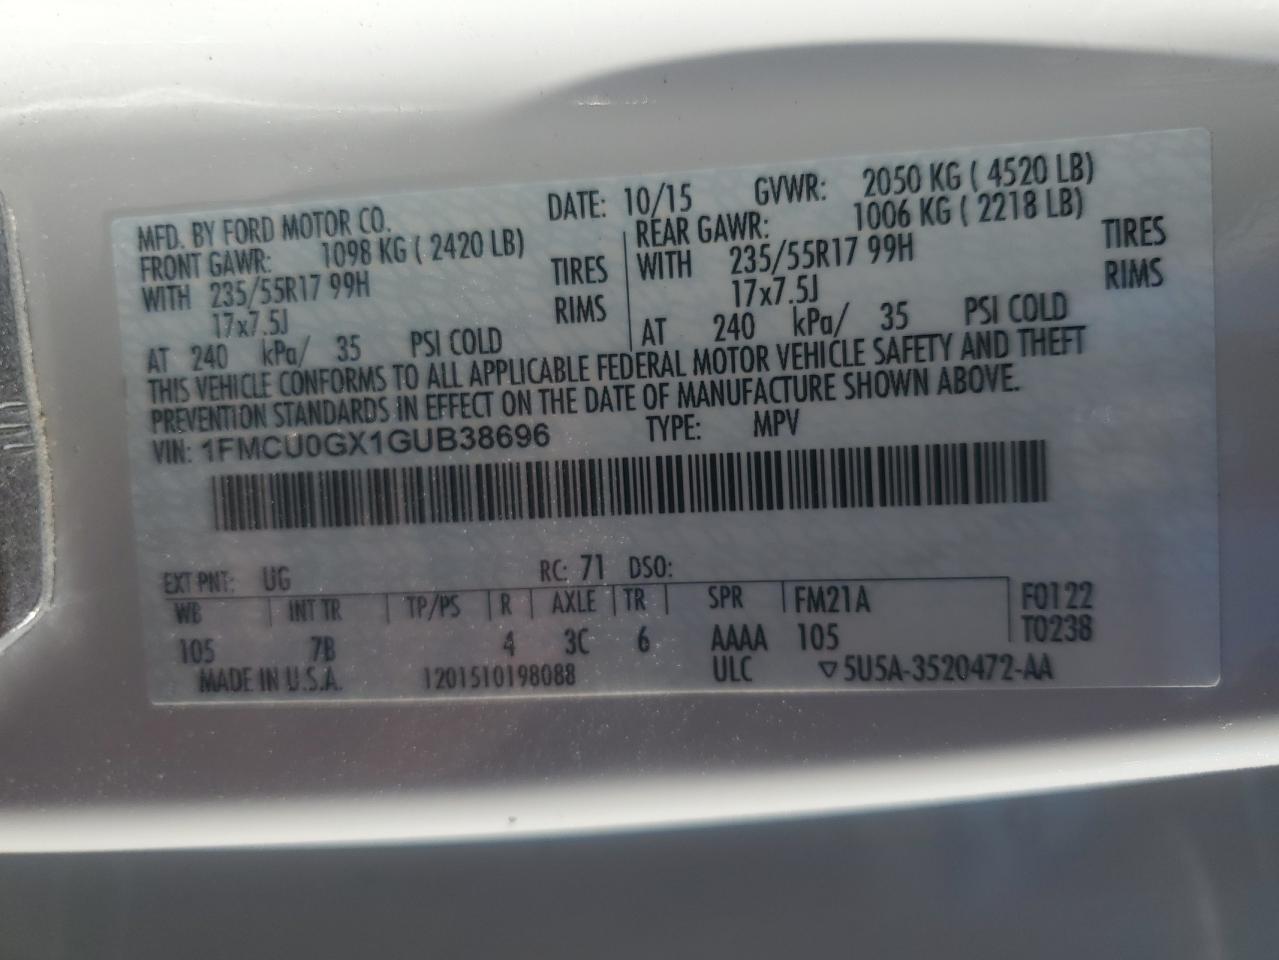 MFD. BY FORD MOTOR CO. DATE: 10/15 GVWR: 2050 KG ( 4520 LB)
FRONT GAWR: 1098 KG ( 2420 LB) REAR GAWR: 1006 KG ( 2218 LB)
WITH 235/55R17 99H TIRES WITH 235/55R17 99H TIRES
17x7.5J RIMS 17x7.5J RIMS
AT 240 kPa/ 35 PSI COLD AT 240 kPa/ 35 PSI COLD
THIS VEHICLE CONFORMS TO ALL APPLICABLE FEDERAL MOTOR VEHICLE SAFETY AND THEFT
PREVENTION STANDARDS IN EFFECT ON THE DATE OF MANUFACTURE SHOWN ABOVE.
VIN: 1FMCU0GX1GUB38696 TYPE: MPV
EXT PNT: UG RC: 71 DSO:
WB INT TR TP/PS R AXLE TR SPR FM21A F0122
105 7B 4 3C 6 AAAA 105 T0238
MADE IN U.S.A. 1201510198088 ULC ▽5U5A-3520472-AA